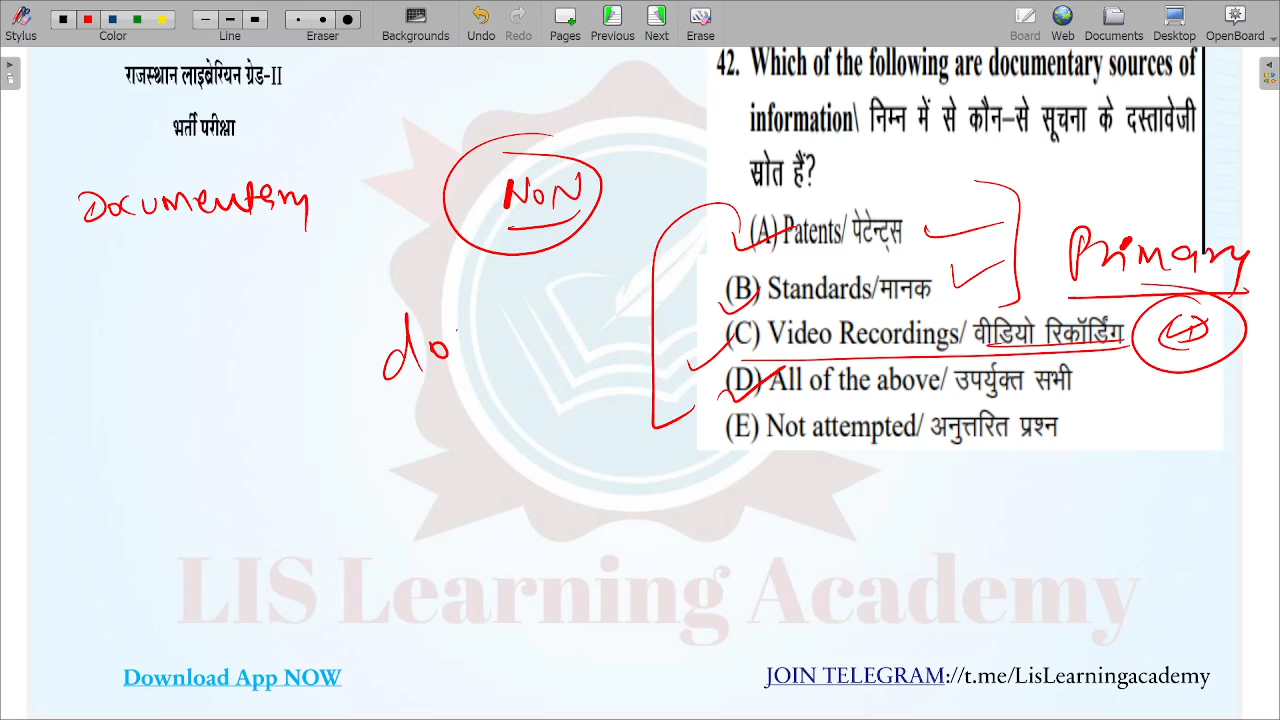 Stylus
Color
Line
Eraser
Backgrounds
Undo
Redo
Pages
Previous
Next
Erase
Board
Web
Documents
Desktop
OpenBoard
राजस्थान लाइब्रेरियन ग्रेड-II
भर्ती परीक्षा
Documentary
NON
do
42. Which of the following are documentary sources of
information\ निम्न में से कौन-से सूचना के दस्तावेजी
स्रोत हैं?
(A) Patents/ पेटेन्ट्स
(B) Standards/मानक
Primary
(C) Video Recordings/ वीडियो रिकॉर्डिंग
(D) All of the above/ उपर्युक्त सभी
(E) Not attempted/ अनुत्तरित प्रश्न
LIS Learning Academy
Download App NOW
JOIN TELEGRAM://t.me/LisLearningacademy